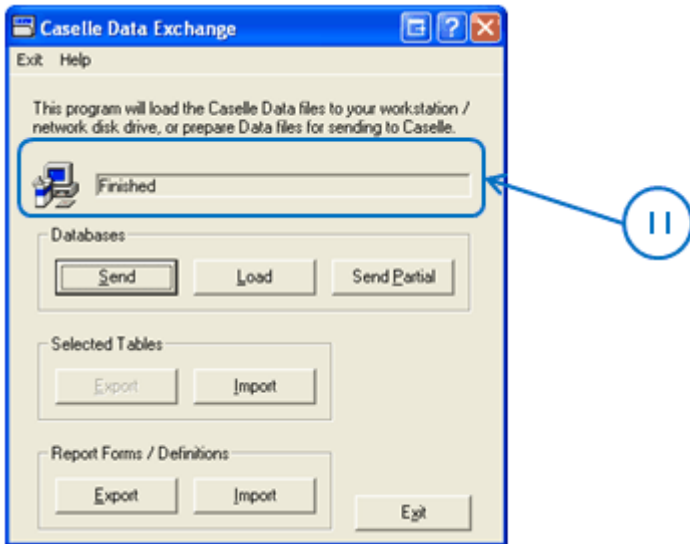 Caselle Data Exchange
Exit Help
This program will load the Caselle Data files to your workstation /
network disk drive, or prepare Data files for sending to Caselle.
Finished
11
Databases
Send Load Send Partial
Selected Tables
Export Import
Report Forms / Definitions
Export Import
Exit